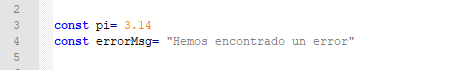 2
3 const pi= 3.14
4 const errorMsg= "Hemos encontrado un error"
5